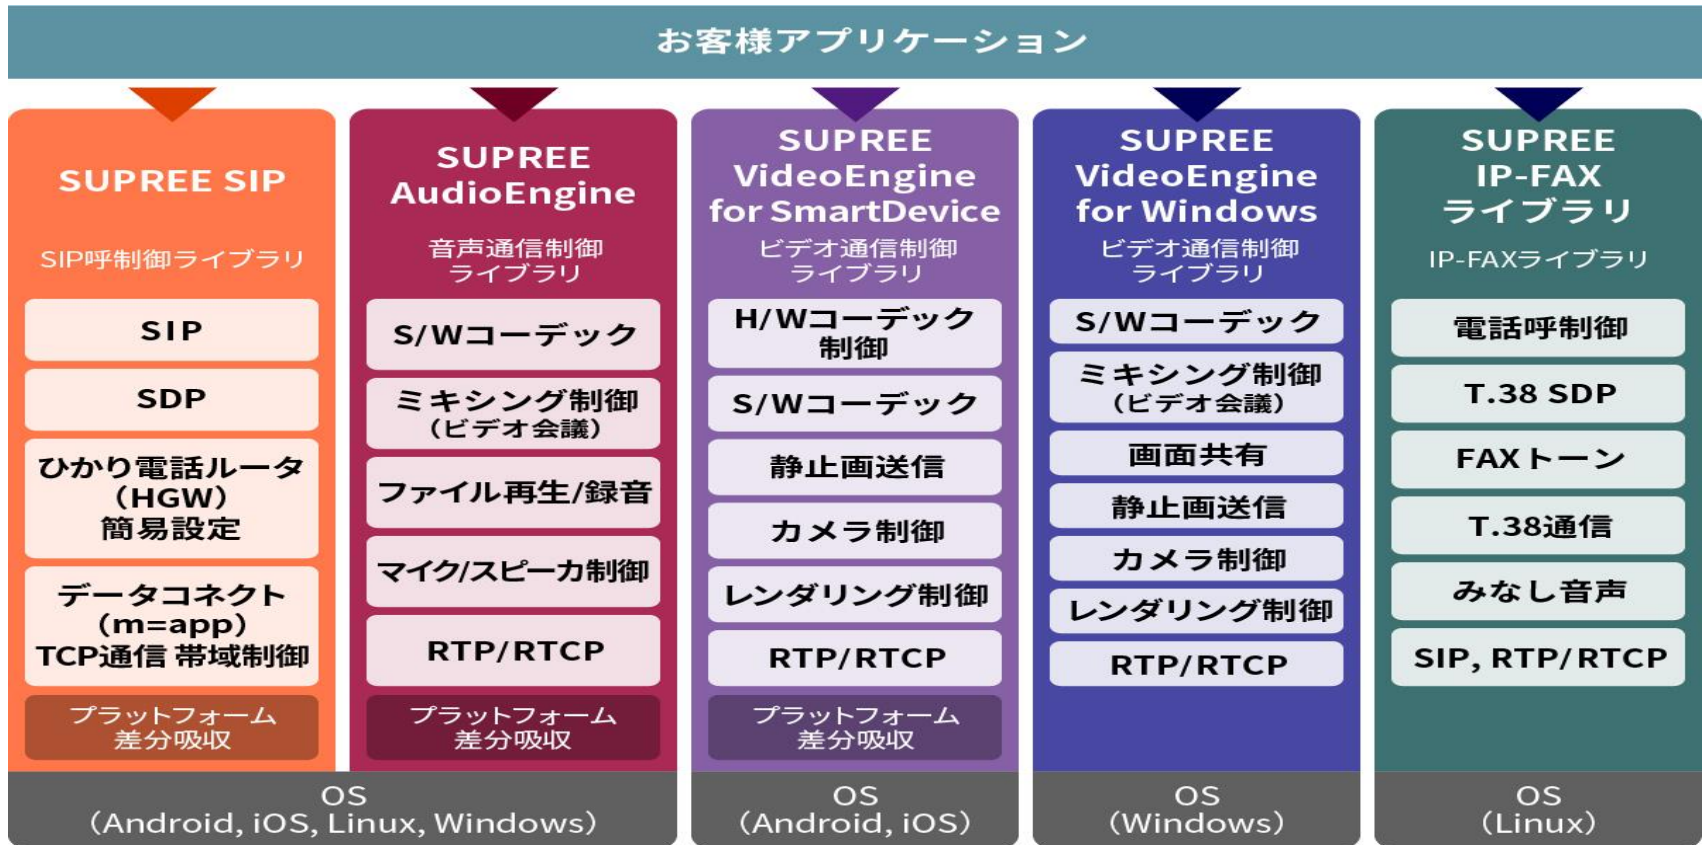 お客様アプリケーション
SUPREE SIP
SIP呼制御ライブラリ
SIP
SDP
ひかり電話ルータ
（HGW）
簡易設定
データコネクト
（m=app）
TCP通信 帯域制御
プラットフォーム
差分吸収
SUPREE
AudioEngine
音声通信制御
ライブラリ
S/Wコーデック
ミキシング制御
（ビデオ会議）
ファイル再生/録音
マイク/スピーカ制御
RTP/RTCP
プラットフォーム
差分吸収
OS
（Android, iOS, Linux, Windows）
SUPREE
VideoEngine
for SmartDevice
ビデオ通信制御
ライブラリ
H/Wコーデック
制御
S/Wコーデック
静止画送信
カメラ制御
レンダリング制御
RTP/RTCP
プラットフォーム
差分吸収
OS
（Android, iOS）
SUPREE
VideoEngine
for Windows
ビデオ通信制御
ライブラリ
S/Wコーデック
ミキシング制御
（ビデオ会議）
画面共有
静止画送信
カメラ制御
レンダリング制御
RTP/RTCP
OS
（Windows）
SUPREE
IP-FAX
ライブラリ
IP-FAXライブラリ
電話呼制御
T.38 SDP
FAXトーン
T.38通信
みなし音声
SIP, RTP/RTCP
OS
（Linux）